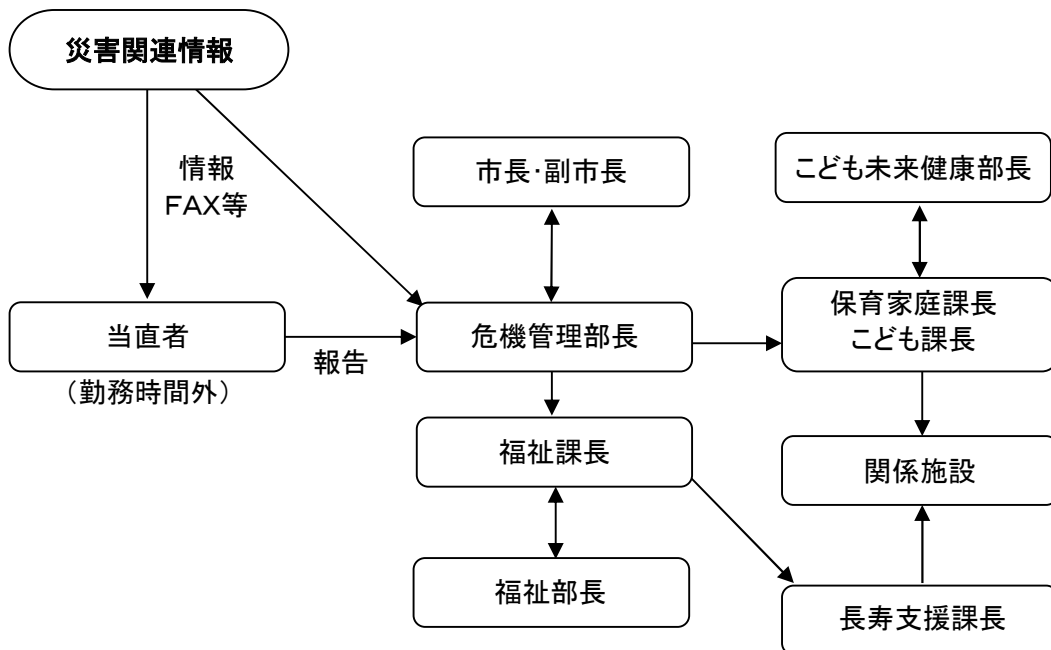 災害関連情報
情報
FAX等
市長・副市長
こども未来健康部長
当直者
(勤務時間外)
報告
危機管理部長
保育家庭課長
こども課長
福祉課長
関係施設
福祉部長
長寿支援課長